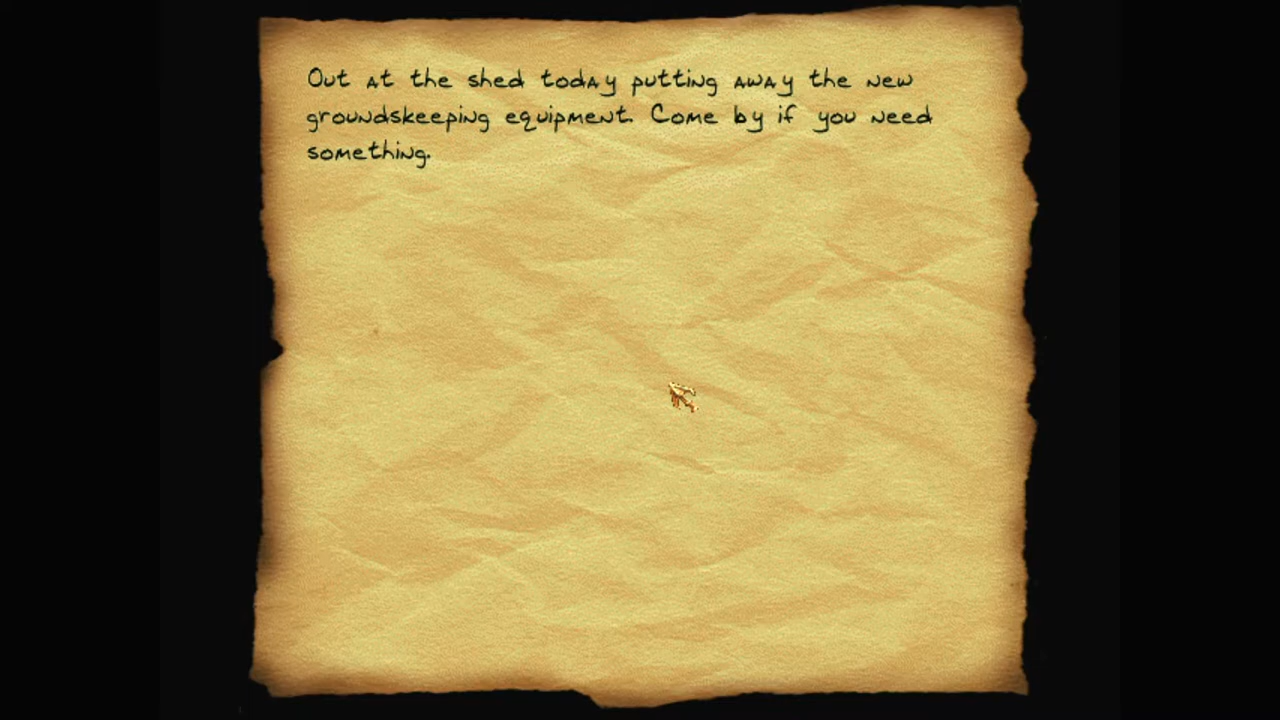 Out at the shed today putting away the new
groundskeeping equipment. Come by if you need
something.